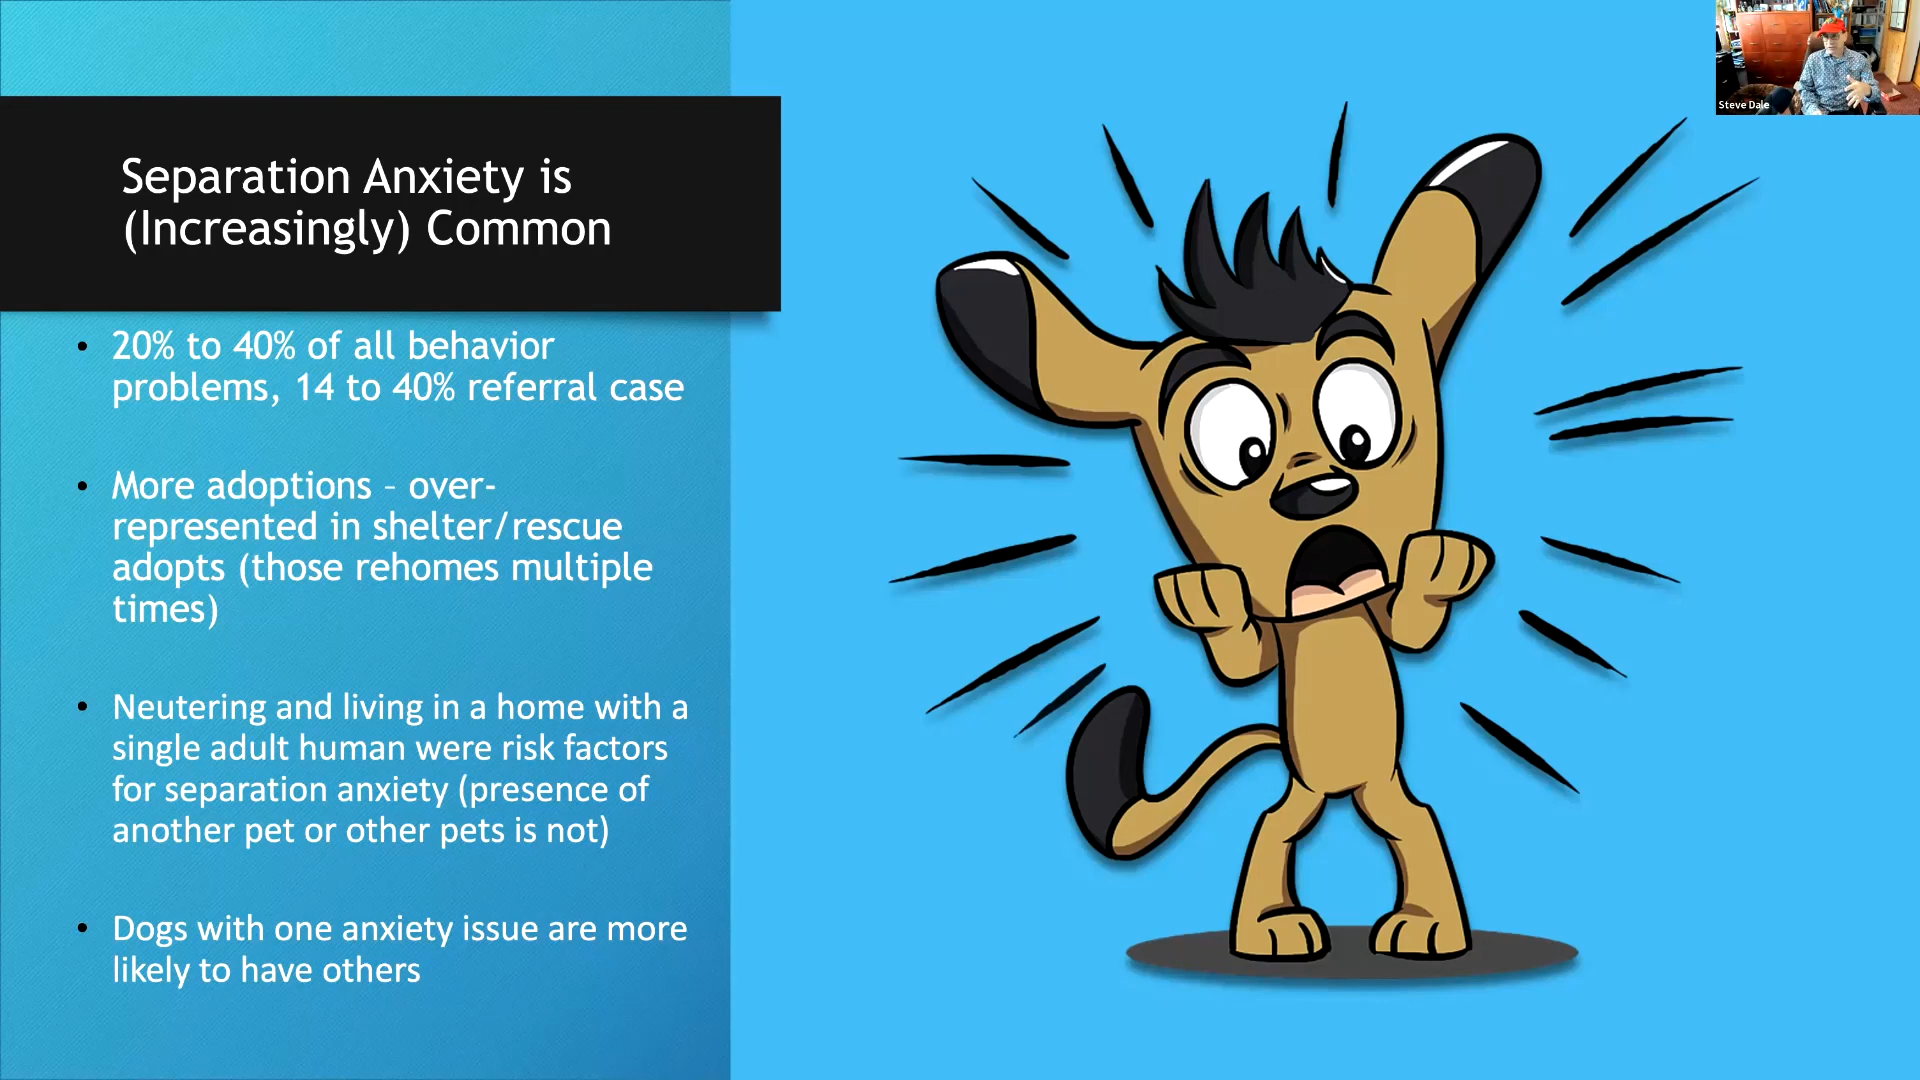 Separation Anxiety is
(Increasingly) Common
• 20% to 40% of all behavior
problems, 14 to 40% referral case
• More adoptions – over-
represented in shelter/rescue
adopts (those rehomes multiple
times)
• Neutering and living in a home with a
single adult human were risk factors
for separation anxiety (presence of
another pet or other pets is not)
• Dogs with one anxiety issue are more
likely to have others
Steve Dale